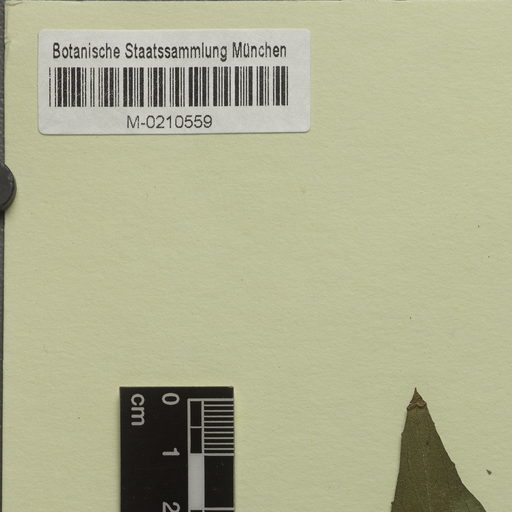 Botanische Staatssammlung München
M-0210559
cm
0
1
2